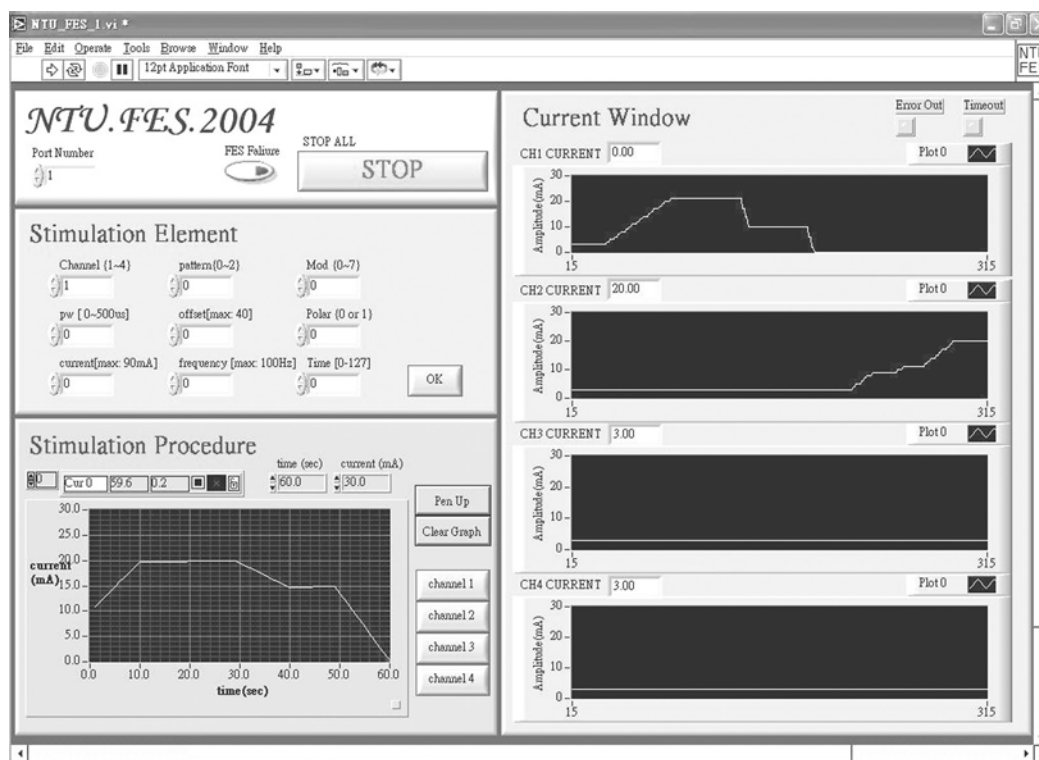 NTU_FES_1.vi *
File Edit Operate Tools Browse Window Help
12pt Application Font
NTU.FES.2004
Port Number
1
FES Faliure
STOP ALL
STOP
Stimulation Element
Channel (1~4) pattern(0~2) Mod (0~7)
1 0 0
pw [ 0~500us] offset[max: 40] Polar (0 or 1)
0 0 0
current[max: 90mA] frequency [max: 100Hz] Time [0-127]
0 0 0
OK
Stimulation Procedure
time (sec) current (mA)
0 Cur 0 59.6 0.2 60.0 30.0
30.0
25.0
20.0
15.0
10.0
5.0
0.0
current
(mA)
0.0 10.0 20.0 30.0 40.0 50.0 60.0
time(sec)
Pen Up
Clear Graph
channel 1
channel 2
channel 3
channel 4
Current Window
Error Out Timeout
CH1 CURRENT 0.00 Plot 0
Amplitude(mA)
30
20
10
0
15 315
CH2 CURRENT 20.00 Plot 0
Amplitude(mA)
30
20
10
0
15 315
CH3 CURRENT 3.00 Plot 0
Amplitude(mA)
30
20
10
0
15 315
CH4 CURRENT 3.00 Plot 0
Amplitude(mA)
30
20
10
0
15 315